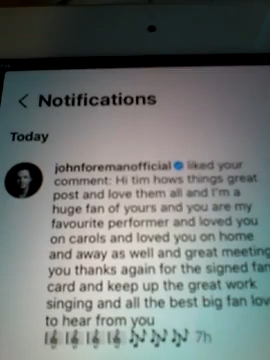 Notifications
Today
johnforemanofficial liked your
comment: Hi tim hows things great
post and love them all and I'm a
huge fan of yours and you are my
favourite performer and loved you
on carols and loved you on home
and away as well and great meeting
you thanks again for the signed fan
card and keep up the great work
singing and all the best big fan lov
to hear from you
🎼🎼🎼🎼🎶🎶🎶 7h